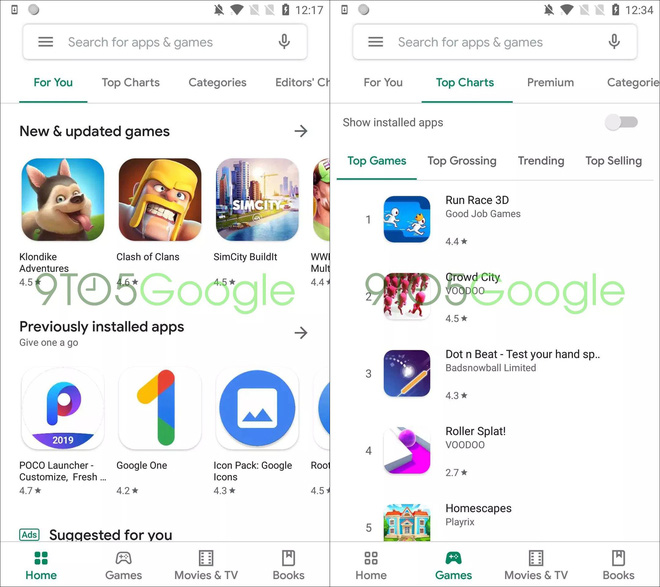 12:17
Search for apps & games
For You Top Charts Categories Editors' Ch
New & updated games
SIMCITY
Klondike Adventures
4.5★
Clash of Clans
4.6★
SimCity BuildIt
4.5★
WWE
Mult
4.4★
9TO5Google
Previously installed apps
Give one a go
2019
POCO Launcher - Customize, Fresh ...
4.7★
Google One
4.2★
Icon Pack: Google Icons
4.3★
Root
4.5★
Ads Suggested for you
Home Games Movies & TV Books
12:34
Search for apps & games
For You Top Charts Premium Categorie
Show installed apps
Top Games Top Grossing Trending Top Selling
1
Run Race 3D
Good Job Games
4.4★
2
Crowd City
VOODOO
4.5★
9TO5Google
3
Dot n Beat - Test your hand sp..
Badsnowball Limited
4.3★
4
Roller Splat!
VOODOO
2.7★
5
Homescapes
Playrix
Home Games Movies & TV Books